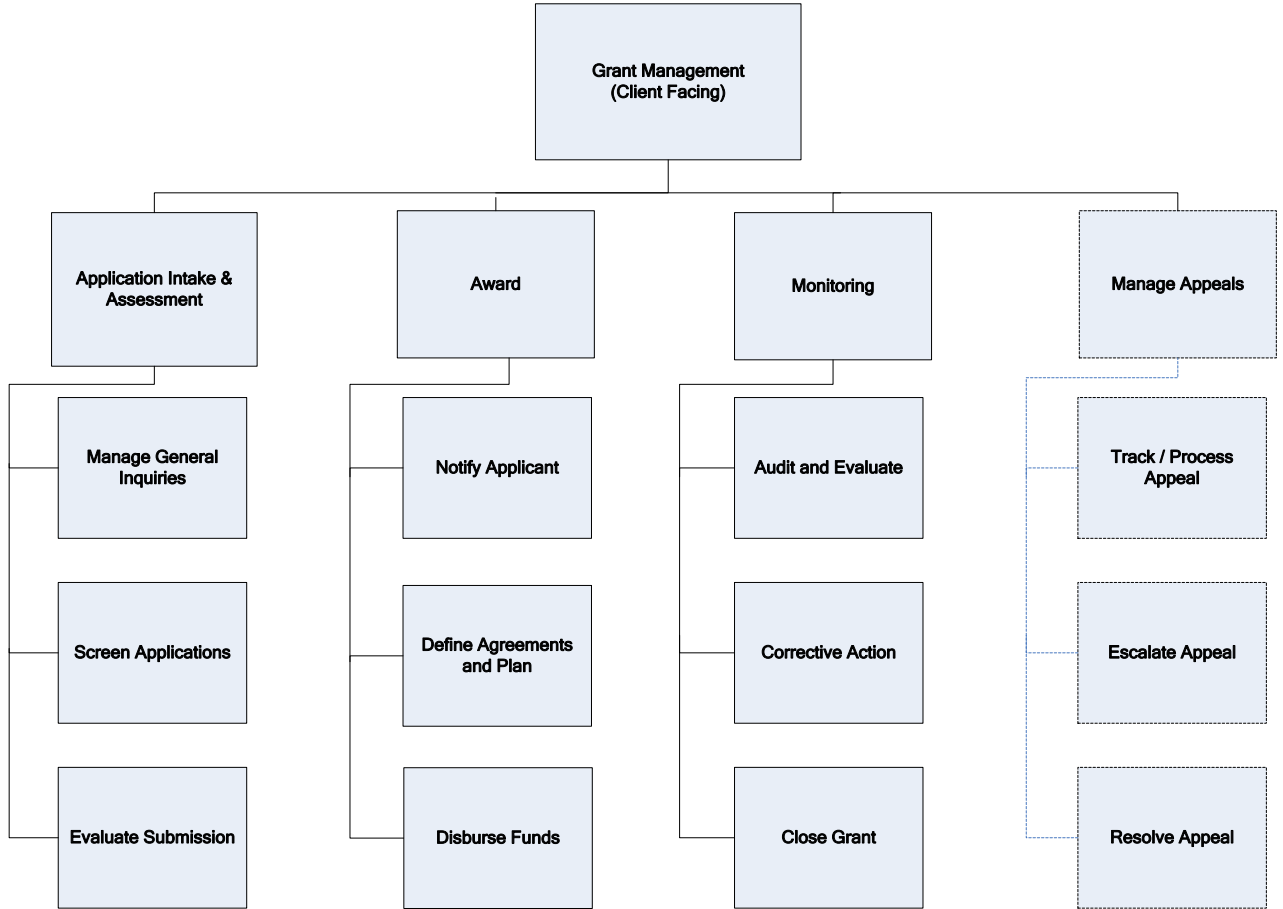 Grant Management
(Client Facing)
Application Intake &
Assessment
Award
Monitoring
Manage Appeals
Manage General
Inquiries
Notify Applicant
Audit and Evaluate
Track / Process
Appeal
Screen Applications
Define Agreements
and Plan
Corrective Action
Escalate Appeal
Evaluate Submission
Disburse Funds
Close Grant
Resolve Appeal